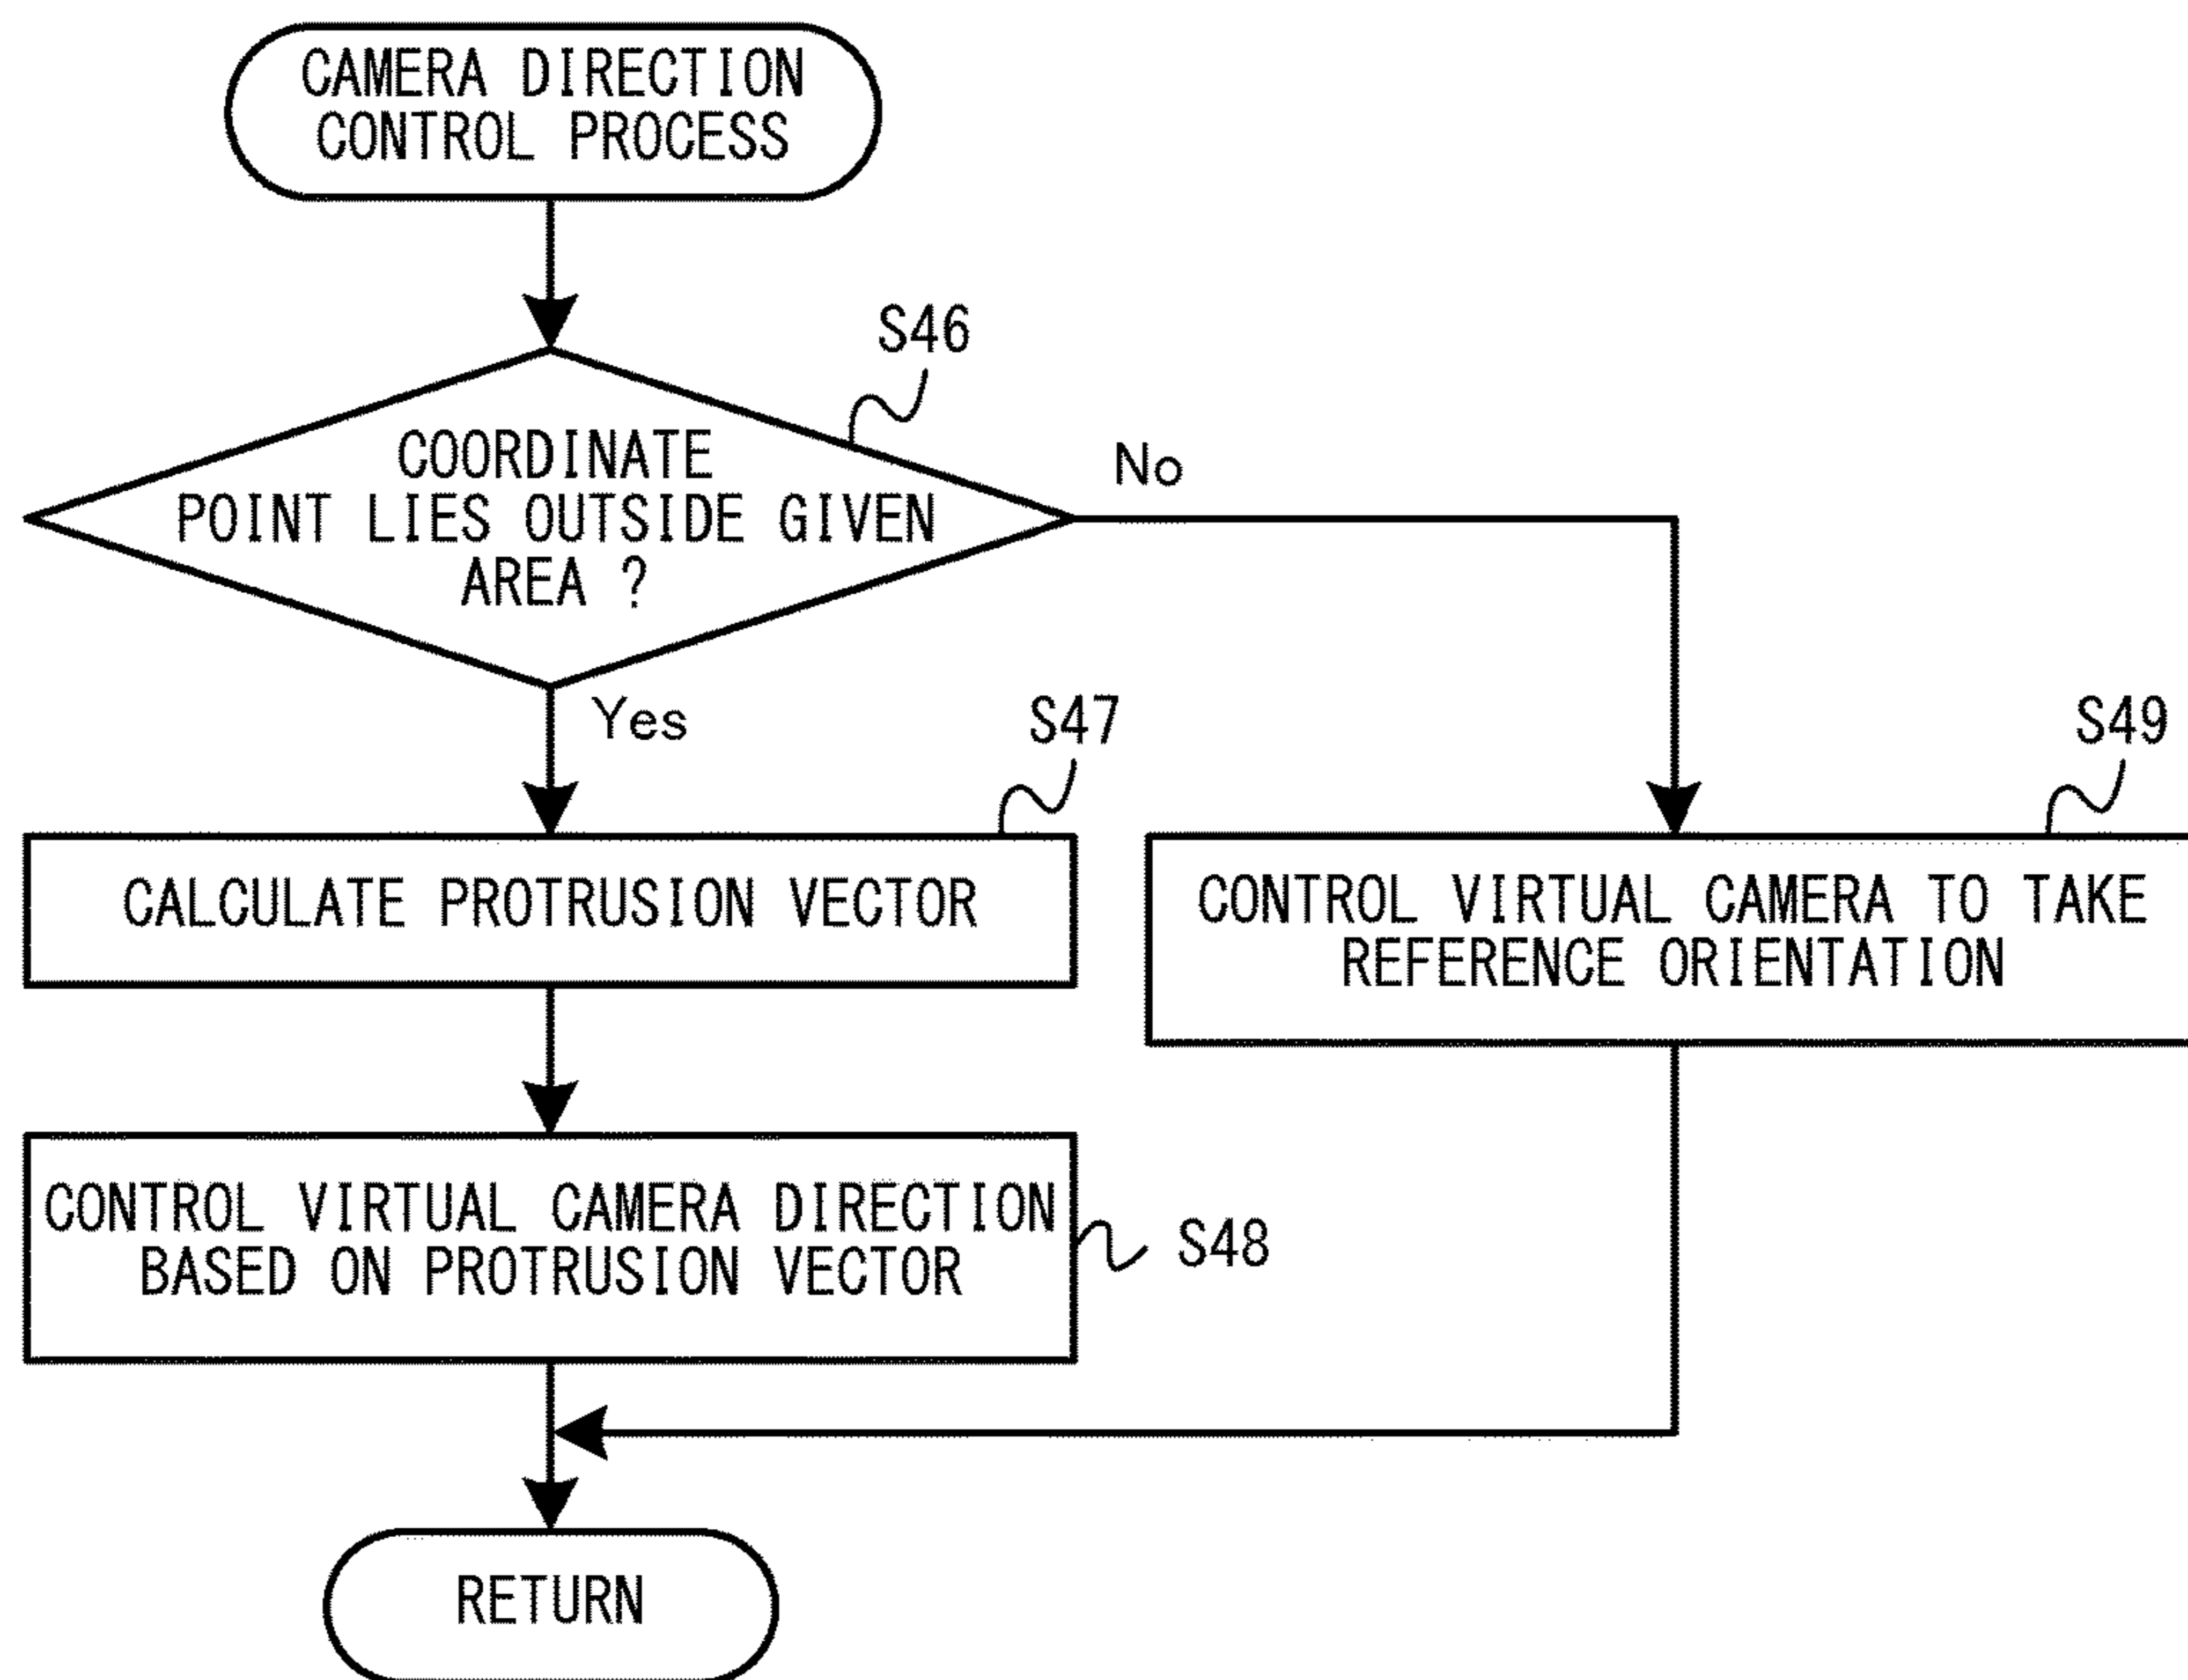 CAMERA DIRECTION
CONTROL PROCESS
S46
COORDINATE
POINT LIES OUTSIDE GIVEN
AREA ?
No
Yes
S47
CALCULATE PROTRUSION VECTOR
S49
CONTROL VIRTUAL CAMERA TO TAKE
REFERENCE ORIENTATION
CONTROL VIRTUAL CAMERA DIRECTION
BASED ON PROTRUSION VECTOR
S48
RETURN